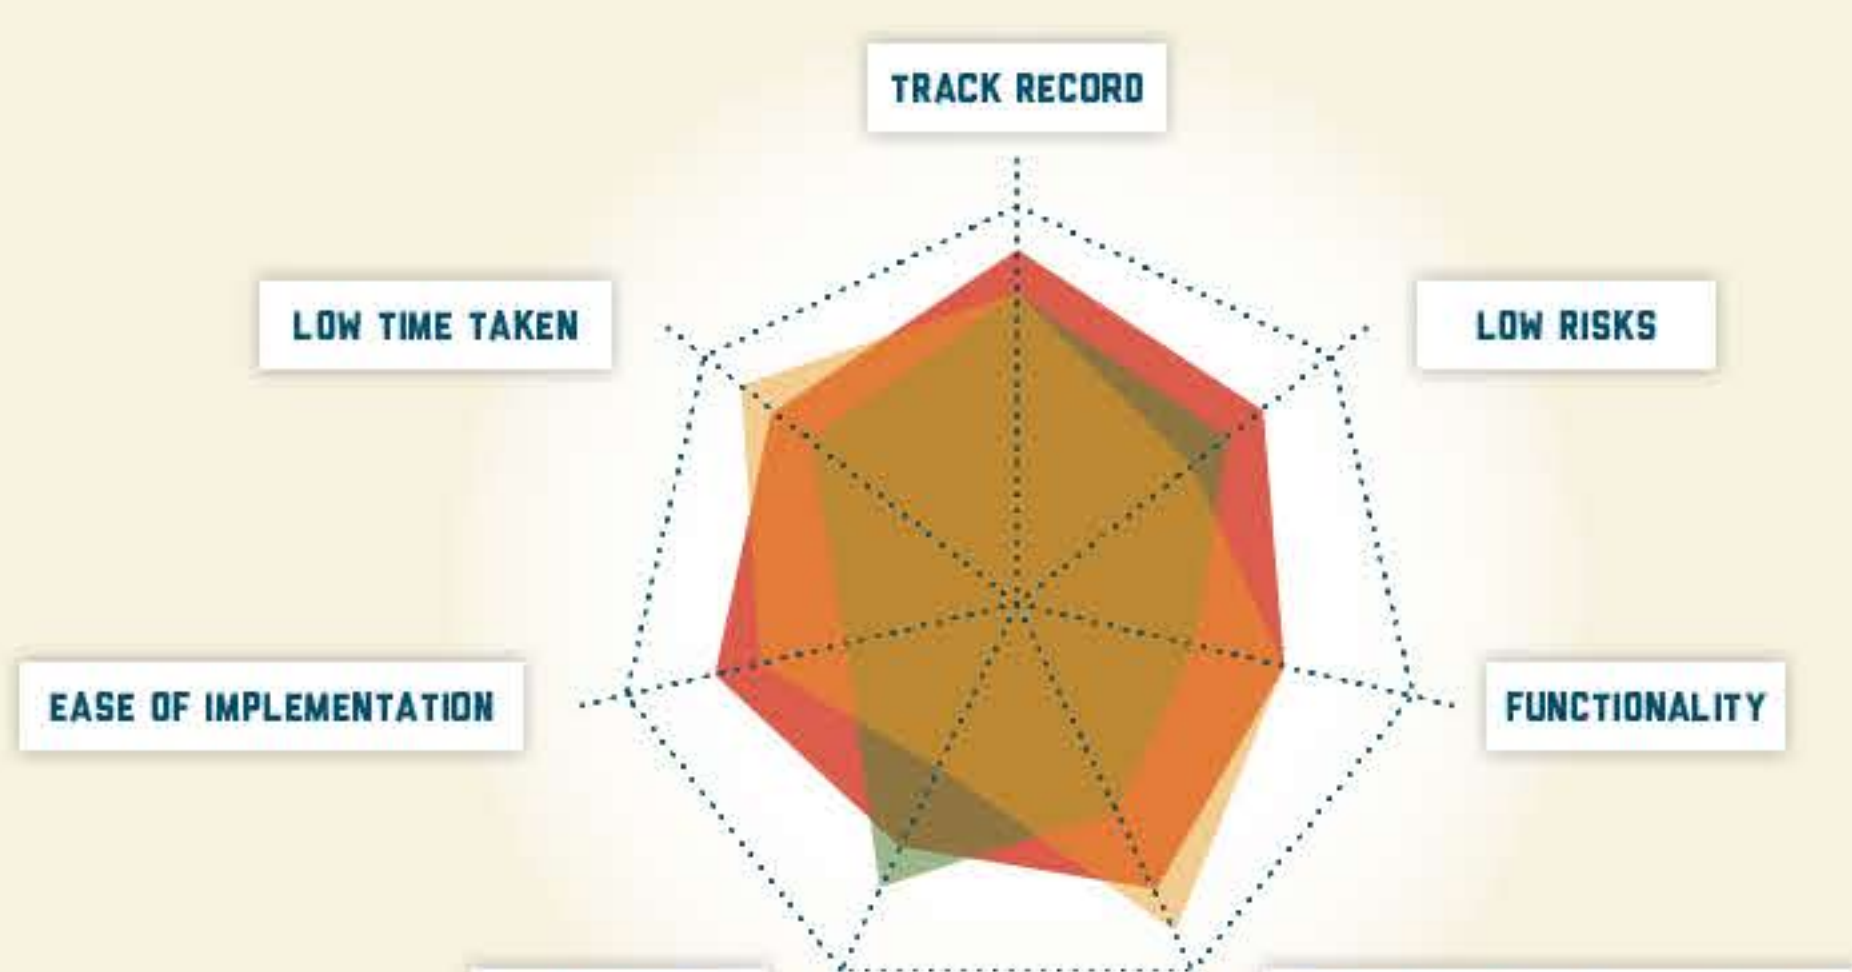 TRACK RECORD
LOW TIME TAKEN
LOW RISKS
EASE OF IMPLEMENTATION
FUNCTIONALITY